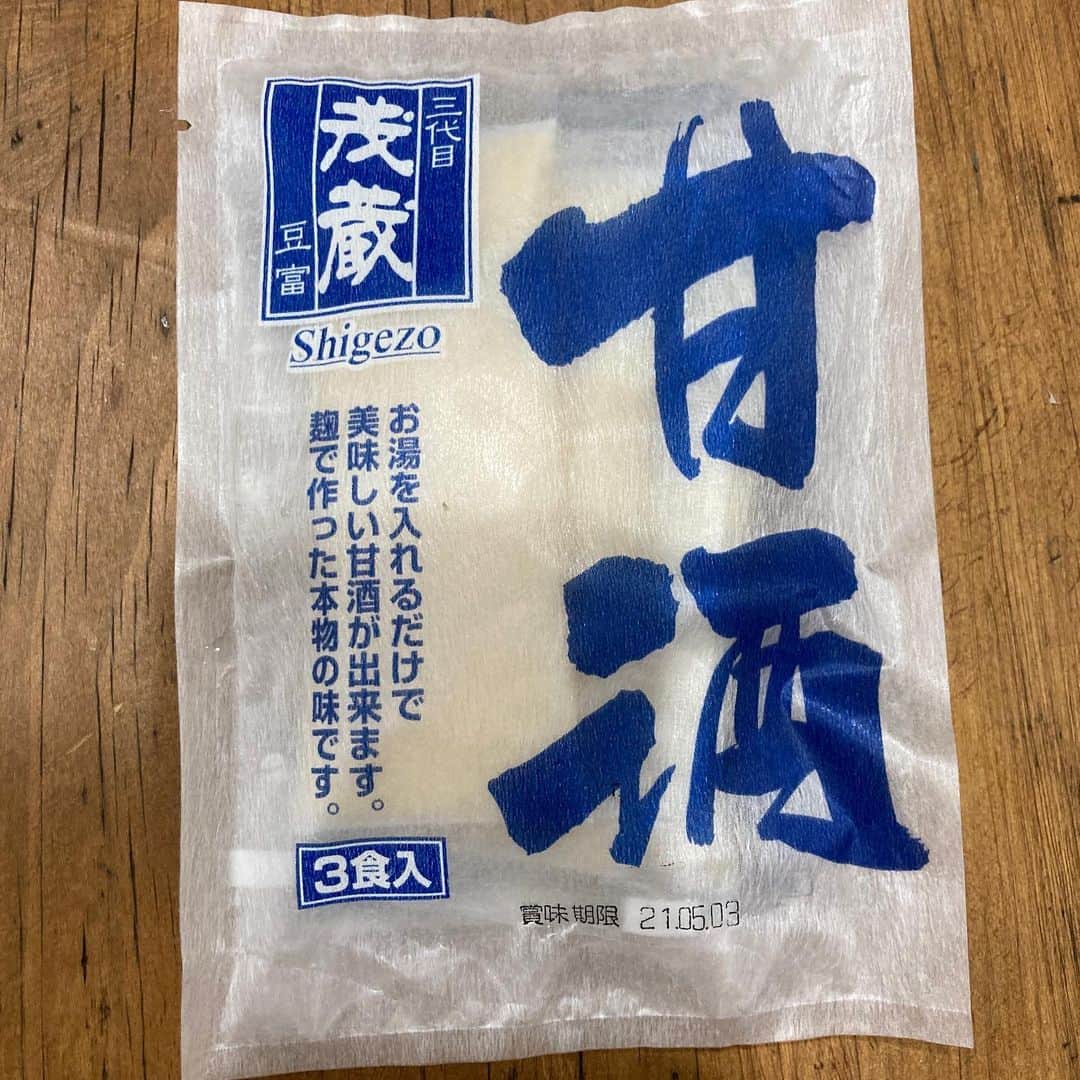 甘酒
三代目
茂蔵
豆富
Shigezo
お湯を入れるだけで
美味しい甘酒が出来ます。
麹で作った本物の味です。
3食入
賞味期限 21.05.03